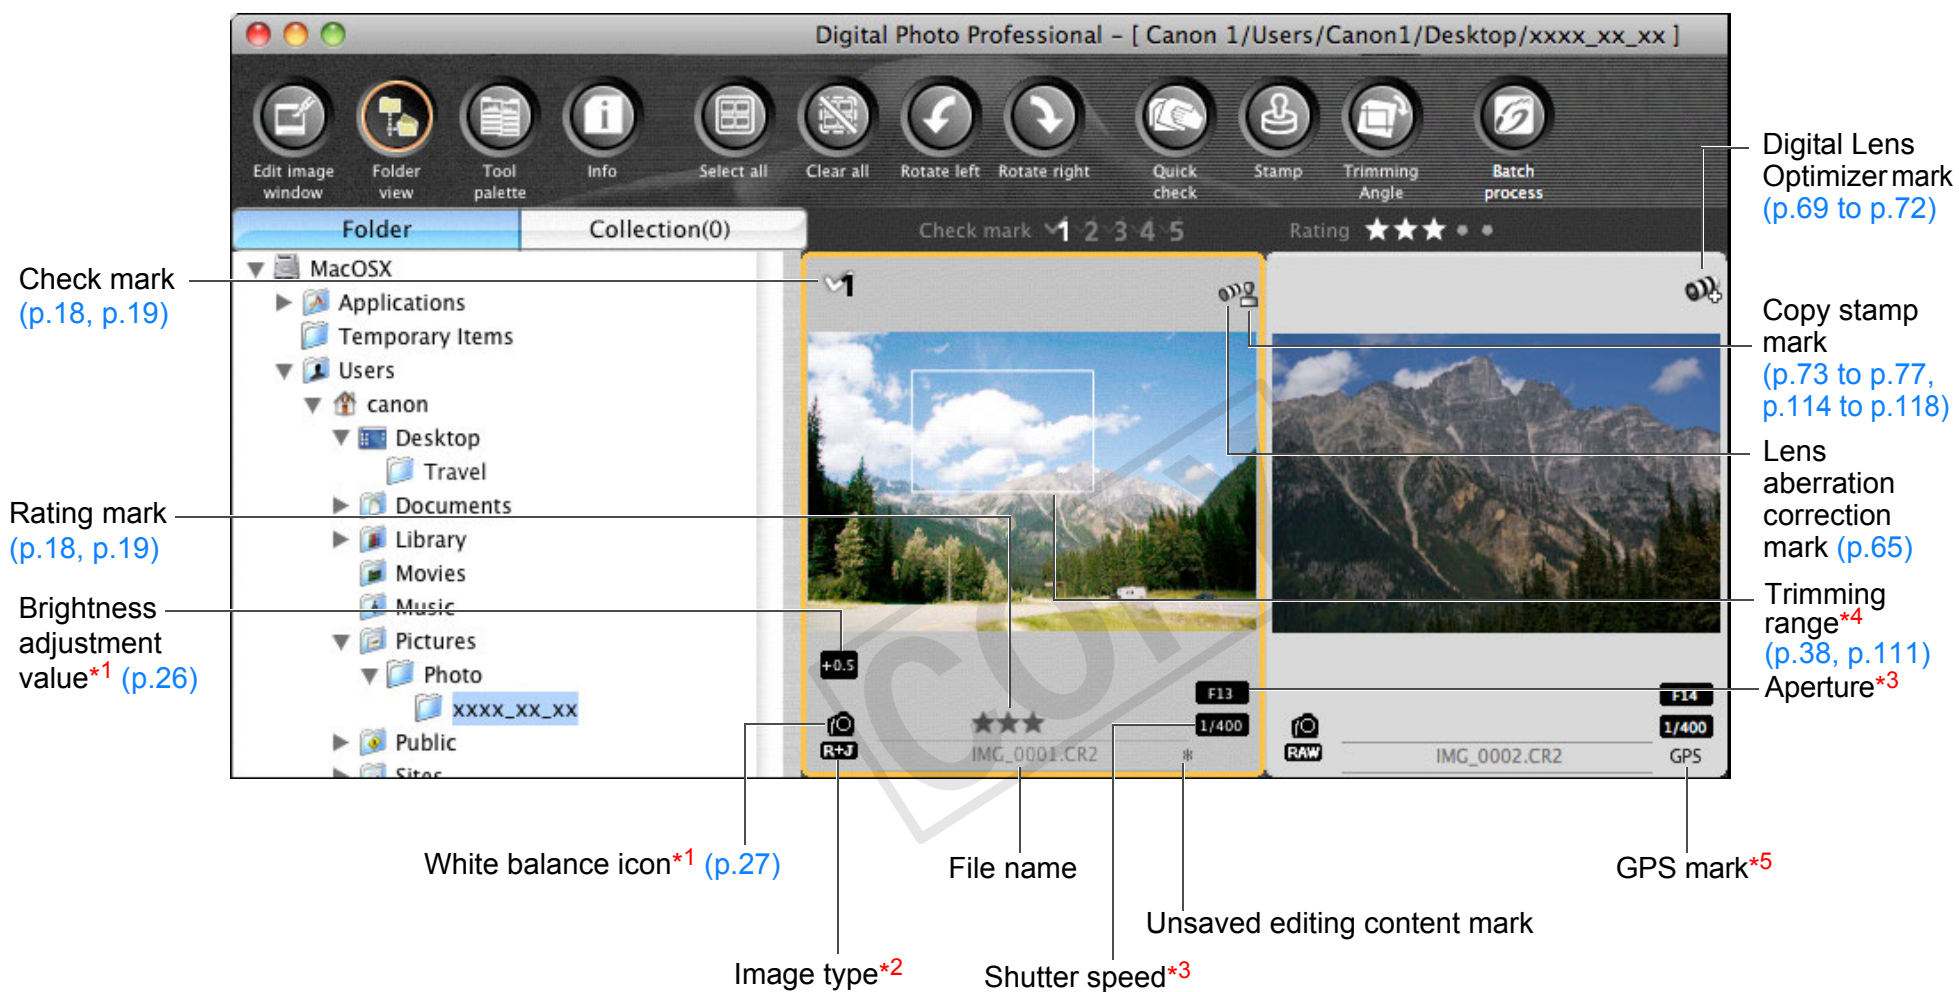 Digital Photo Professional – [ Canon 1/Users/Canon1/Desktop/xxxx_xx_xx ]
Edit image window
Folder view
Tool palette
Info
Select all
Clear all
Rotate left
Rotate right
Quick check
Stamp
Trimming Angle
Batch process
Folder
Collection(0)
Check mark 1 2 3 4 5
Rating ★★★
MacOSX
Applications
Temporary Items
Users
canon
Desktop
Travel
Documents
Library
Movies
Music
Pictures
Photo
xxxx_xx_xx
Public
Sites
1
+0.5
F13
1/400
R+J
★★★
IMG_0001.CR2
*
F14
1/400
RAW
IMG_0002.CR2
GPS
COPY
Check mark
(p.18, p.19)
Rating mark
(p.18, p.19)
Brightness
adjustment
value*1 (p.26)
Digital Lens
Optimizer mark
(p.69 to p.72)
Copy stamp
mark
(p.73 to p.77,
p.114 to p.118)
Lens
aberration
correction
mark (p.65)
Trimming
range*4
(p.38, p.111)
Aperture*3
White balance icon*1 (p.27)
File name
GPS mark*5
Unsaved editing content mark
Image type*2
Shutter speed*3